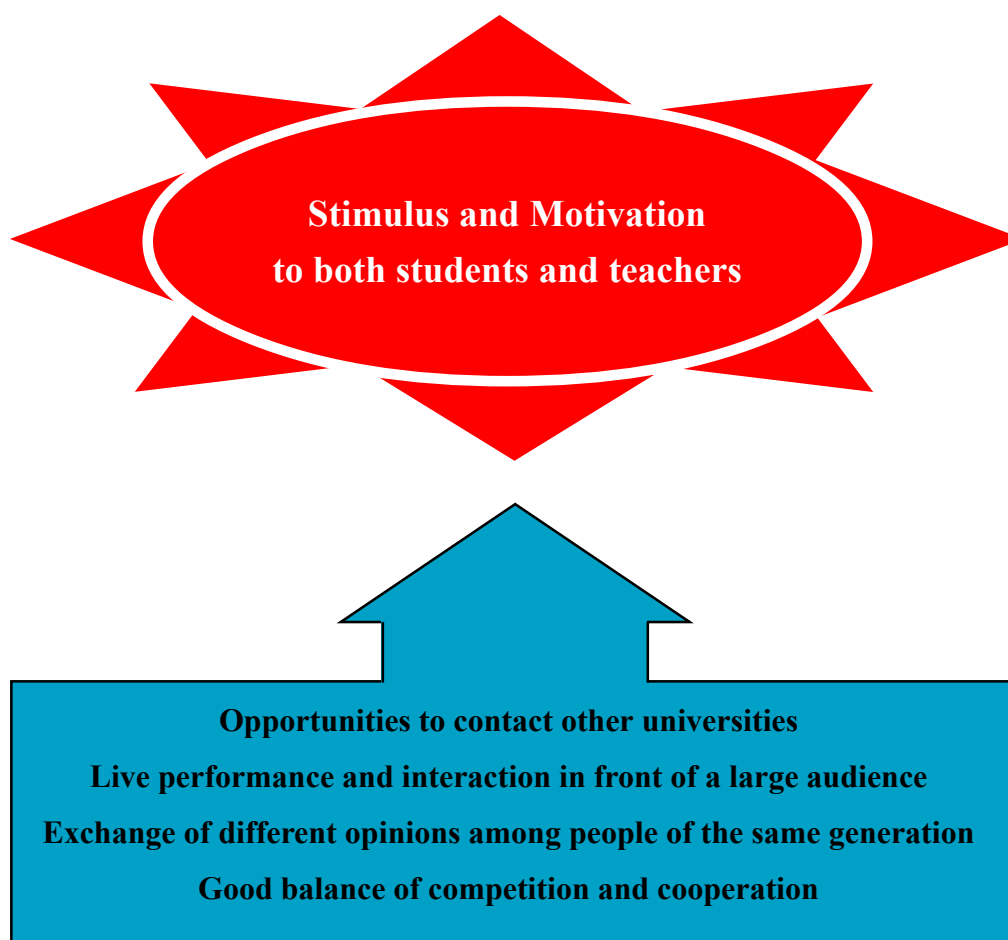 Stimulus and Motivation
to both students and teachers
Opportunities to contact other universities
Live performance and interaction in front of a large audience
Exchange of different opinions among people of the same generation
Good balance of competition and cooperation